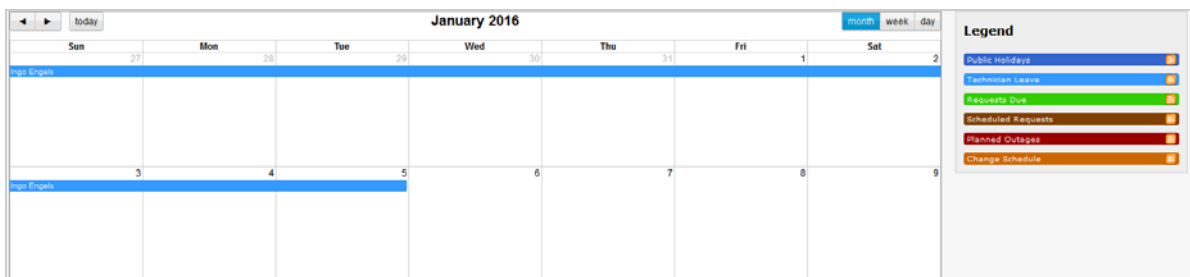 today January 2016 month week day
Legend
Sun Mon Tue Wed Thu Fri Sat
27 28 29 30 31 1 2
Ingo Engels
3 4 5 6 7 8 9
Ingo Engels
Public Holidays
Technician Leave
Requests Due
Scheduled Requests
Planned Outages
Change Schedule